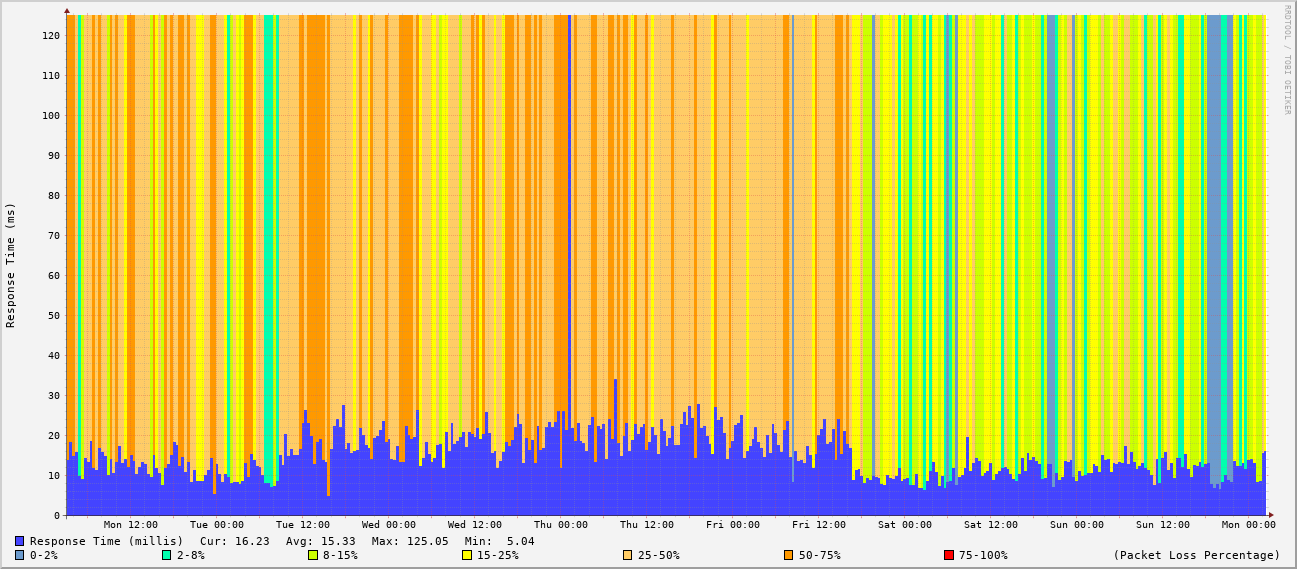 RRDTOOL / TOBI OETIKER
Response Time (ms)
120
110
100
90
80
70
60
50
40
30
20
10
0
Mon 12:00 Tue 00:00 Tue 12:00 Wed 00:00 Wed 12:00 Thu 00:00 Thu 12:00 Fri 00:00 Fri 12:00 Sat 00:00 Sat 12:00 Sun 00:00 Sun 12:00 Mon 00:00
Response Time (millis) Cur: 16.23 Avg: 15.33 Max: 125.05 Min: 5.04
0-2% 2-8% 8-15% 15-25% 25-50% 50-75% 75-100% (Packet Loss Percentage)